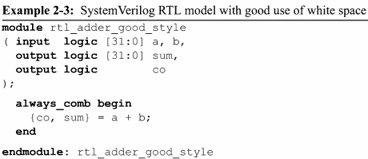 Example 2-3: SystemVerilog RTL model with good use of white space
module rtl_adder_good_style
( input  logic [31:0] a, b,
  output logic [31:0] sum,
  output logic        co
);
  always_comb begin
    {co, sum} = a + b;
  end
endmodule: rtl_adder_good_style